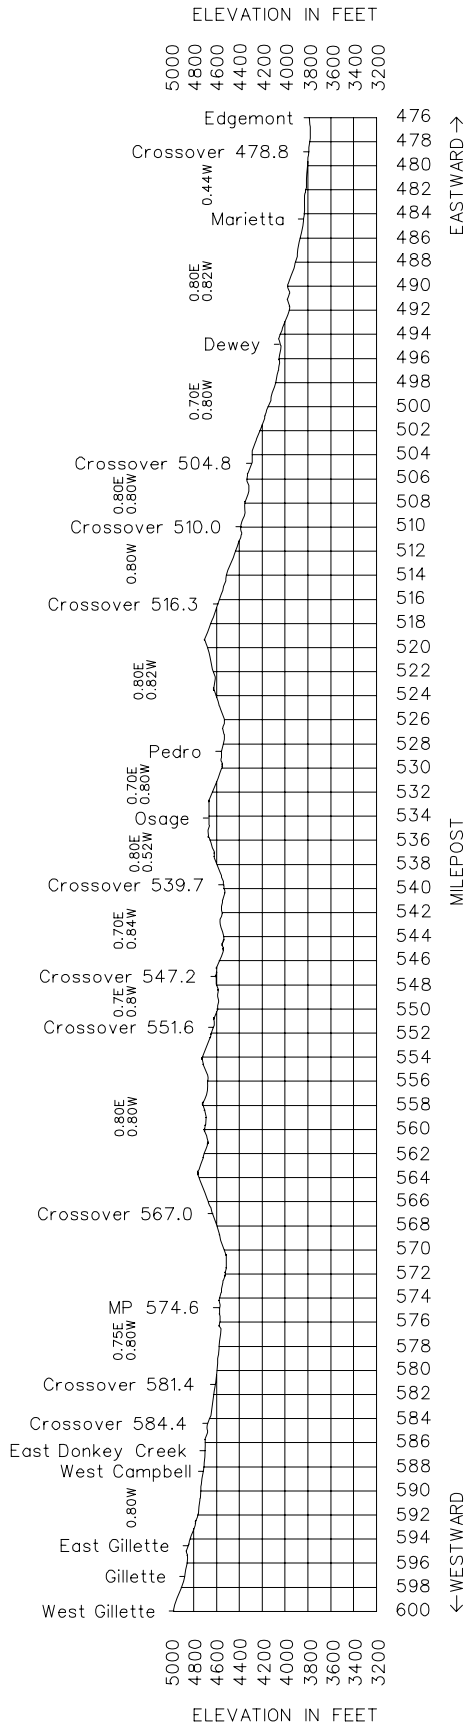 ELEVATION IN FEET
5000 4800 4600 4400 4200 4000 3800 3600 3400 3200
Edgemont 476
478
EASTWARD→
Crossover 478.8
480
0.44W
482
Marietta 484
486
488
0.80E
0.82W
490
492
494
Dewey
496
498
0.70E
0.80W
500
502
504
Crossover 504.8
506
0.80E
0.80W
508
Crossover 510.0 510
0.80W
512
514
Crossover 516.3 516
518
520
0.80E
0.82W
522
524
526
Pedro 528
530
0.70E
0.80W
532
Osage 534
0.80E
0.52W
536
538
MILEPOST
Crossover 539.7 540
542
0.70E
0.84W
544
546
Crossover 547.2 548
0.7E
0.8W
550
Crossover 551.6 552
554
556
558
0.80E
0.80W
560
562
564
566
Crossover 567.0
568
570
572
574
MP 574.6
576
0.75E
0.80W
578
580
Crossover 581.4
582
584
Crossover 584.4
586
East Donkey Creek
West Campbell 588
590
0.80W
592
←WESTWARD
594
East Gillette
596
Gillette
598
West Gillette 600
5000 4800 4600 4400 4200 4000 3800 3600 3400 3200
ELEVATION IN FEET